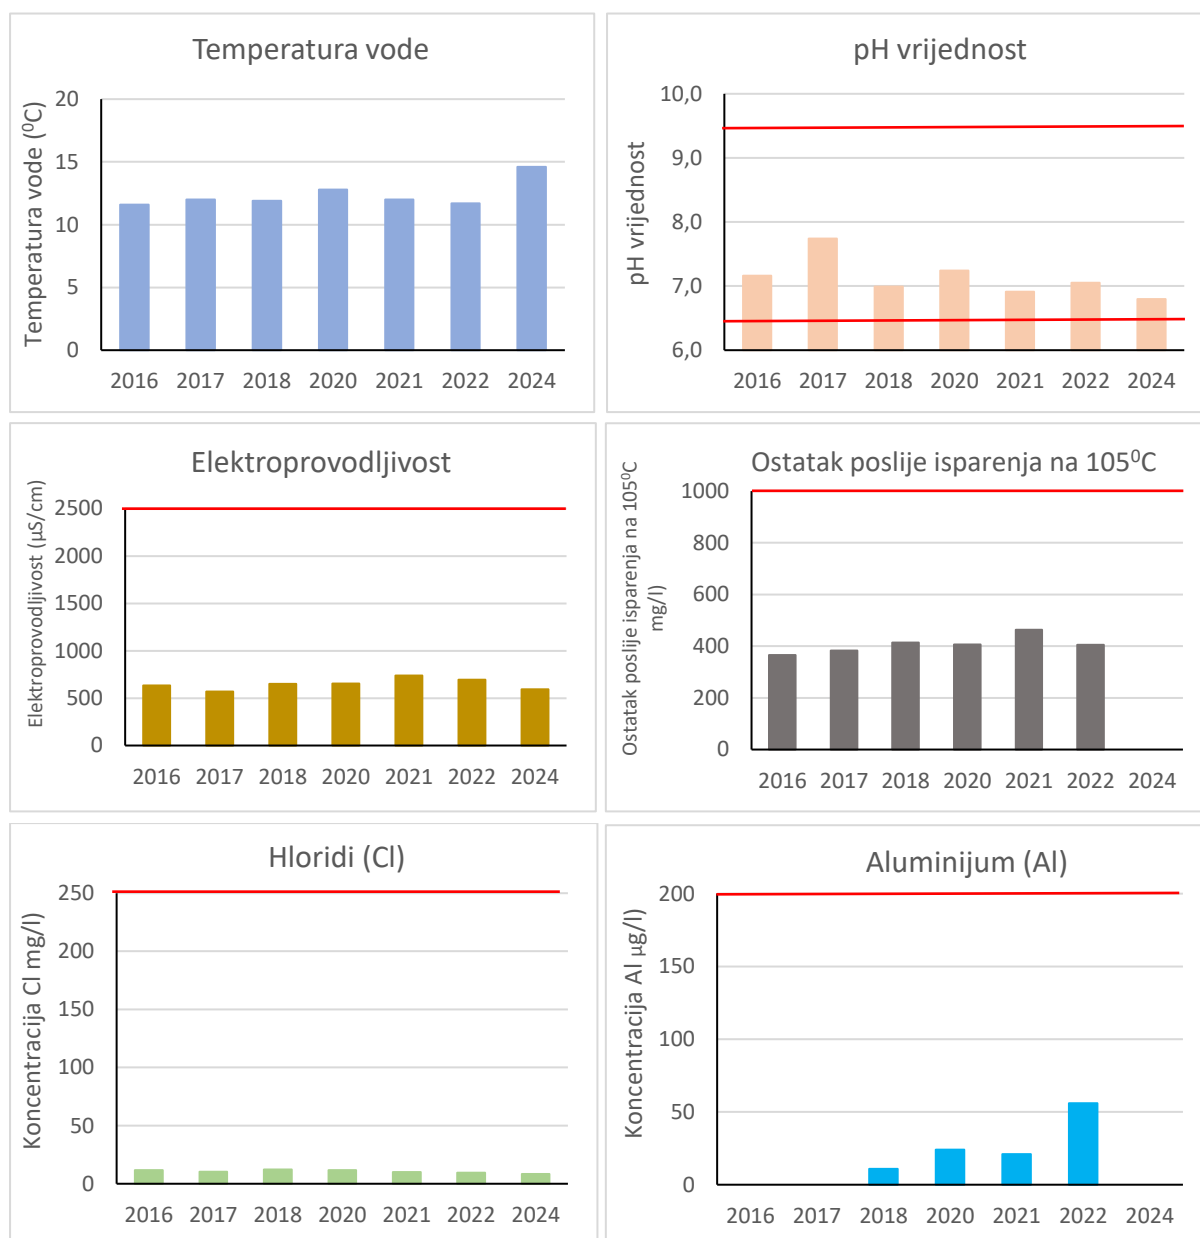 Temperatura vode
Temperatura vode (⁰C)
20
15
10
5
0
2016 2017 2018 2020 2021 2022 2024
pH vrijednost
pH vrijednost
10,0
9,0
8,0
7,0
6,0
2016 2017 2018 2020 2021 2022 2024
Elektroprovodljivost
Elektroprovodljivost (µS/cm)
2500
2000
1500
1000
500
0
2016 2017 2018 2020 2021 2022 2024
Ostatak poslije isparenja na 105⁰C
Ostatak poslije isparenja na 105⁰C
mg/l)
1000
800
600
400
200
0
2016 2017 2018 2020 2021 2022 2024
Hloridi (Cl)
Koncentracija Cl mg/l)
250
200
150
100
50
0
2016 2017 2018 2020 2021 2022 2024
Aluminijum (Al)
Koncentracija Al µg/l)
200
150
100
50
0
2016 2017 2018 2020 2021 2022 2024